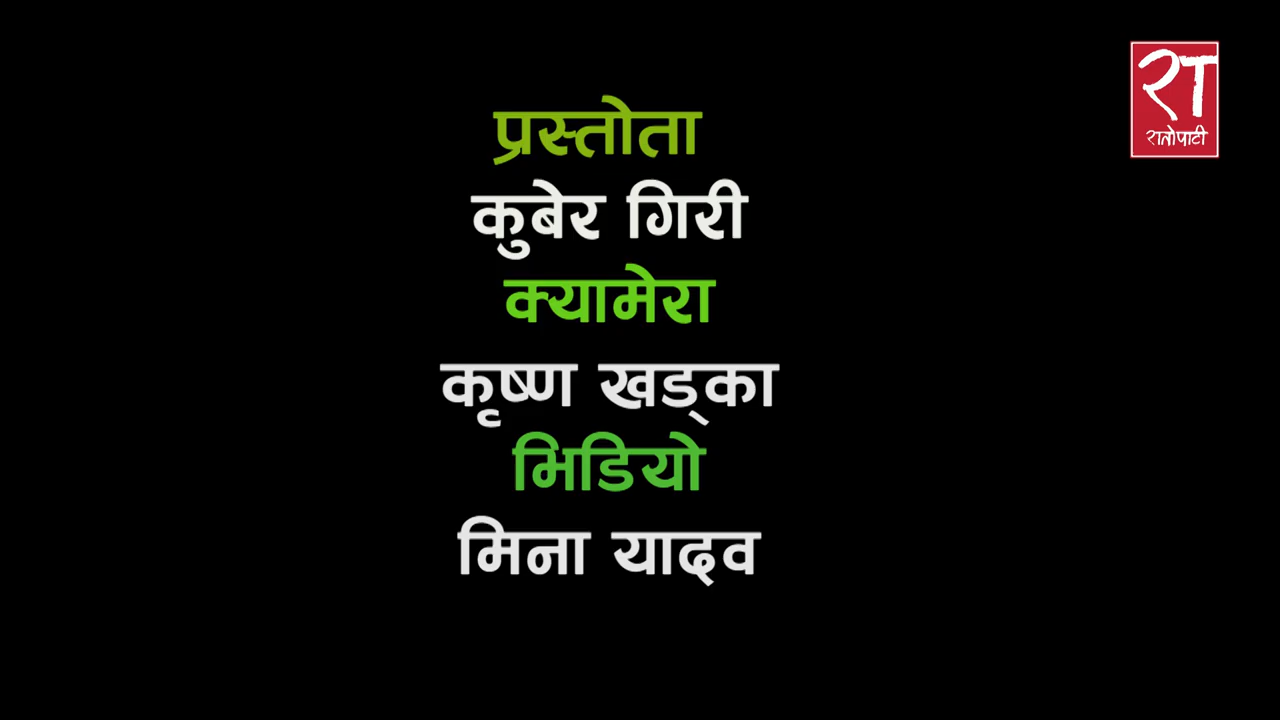 प्रस्तोता
कुबेर गिरी
क्यामेरा
कृष्ण खड्का
भिडियो
मिना यादव
रा
रातोपाटी